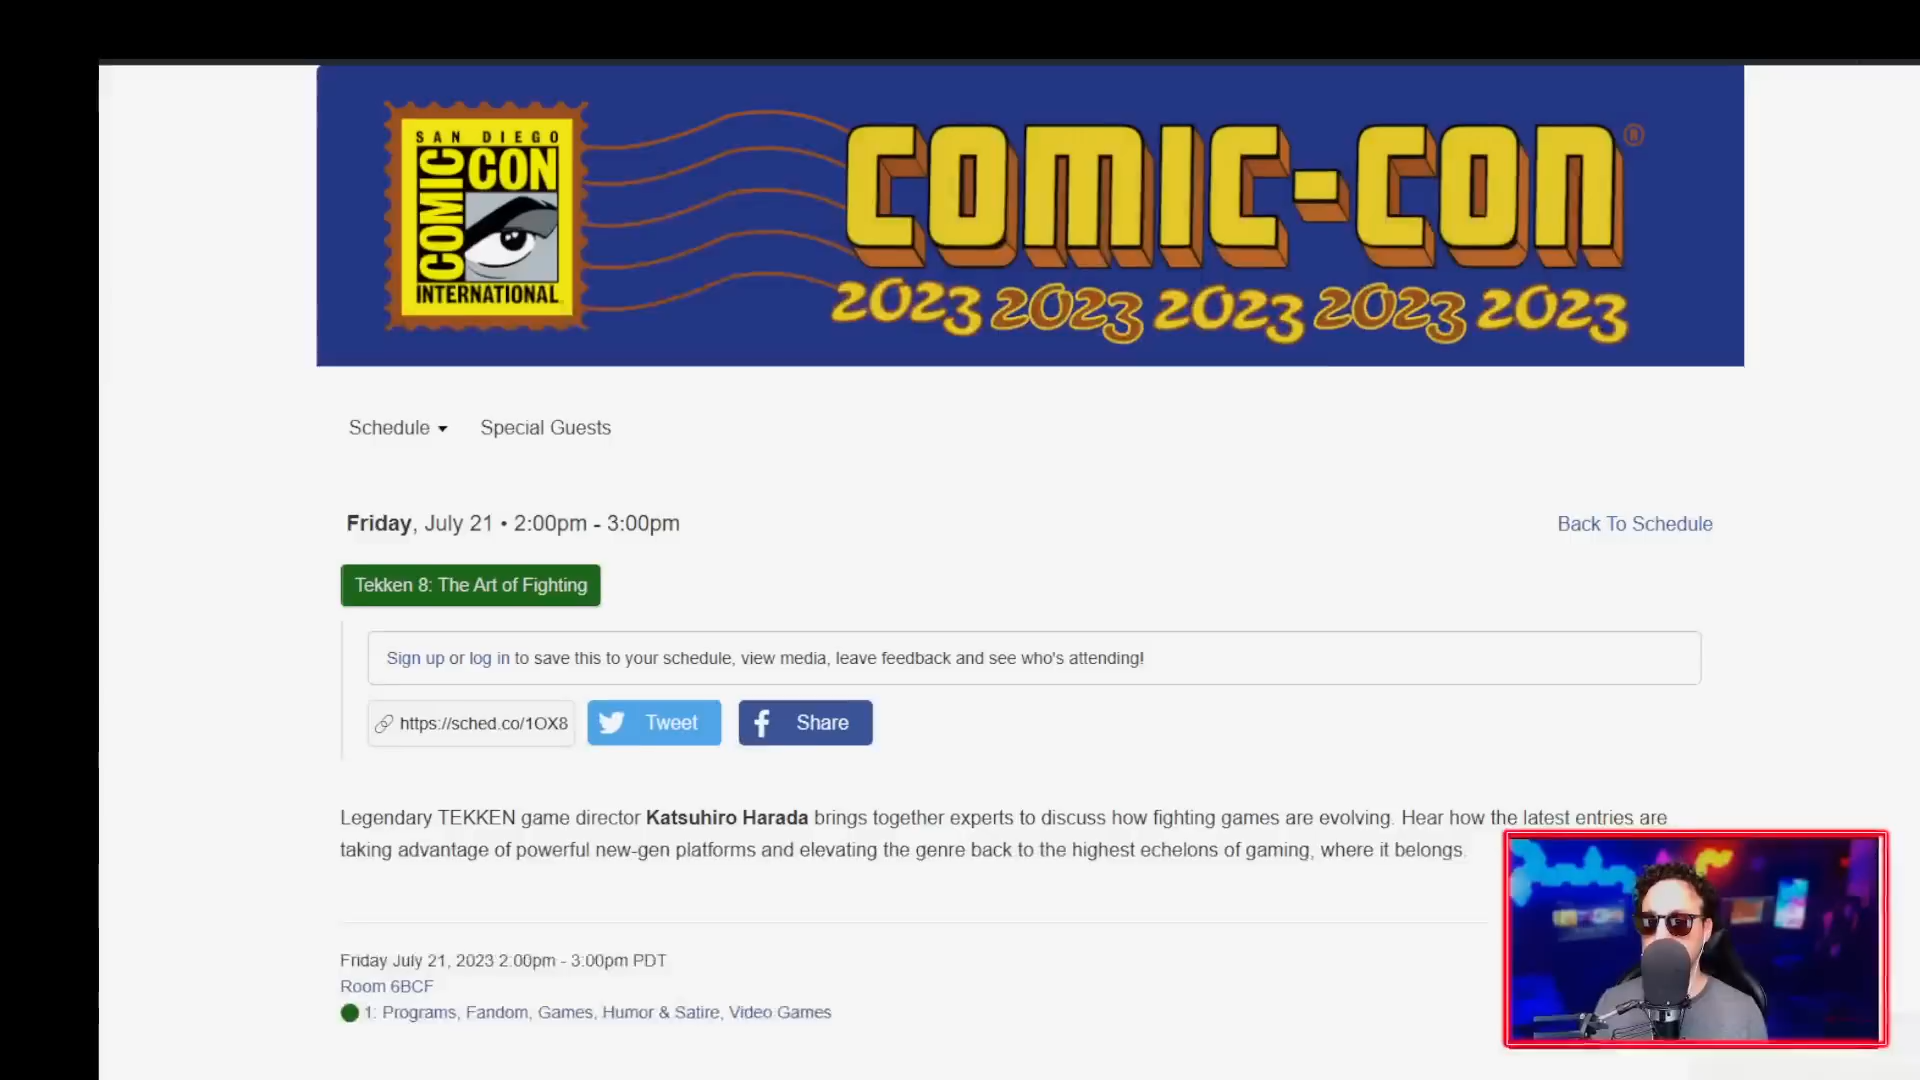 SAN DIEGO
COMIC
CON
INTERNATIONAL
COMIC-CON®
2023 2023 2023 2023 2023
Schedule Special Guests
Friday, July 21 • 2:00pm - 3:00pm
Back To Schedule
Tekken 8: The Art of Fighting
Sign up or log in to save this to your schedule, view media, leave feedback and see who's attending!
https://sched.co/1OX8
Tweet
Share
Legendary TEKKEN game director Katsuhiro Harada brings together experts to discuss how fighting games are evolving. Hear how the latest entries are
taking advantage of powerful new-gen platforms and elevating the genre back to the highest echelons of gaming, where it belongs.
Friday July 21, 2023 2:00pm - 3:00pm PDT
Room 6BCF
1: Programs, Fandom, Games, Humor & Satire, Video Games